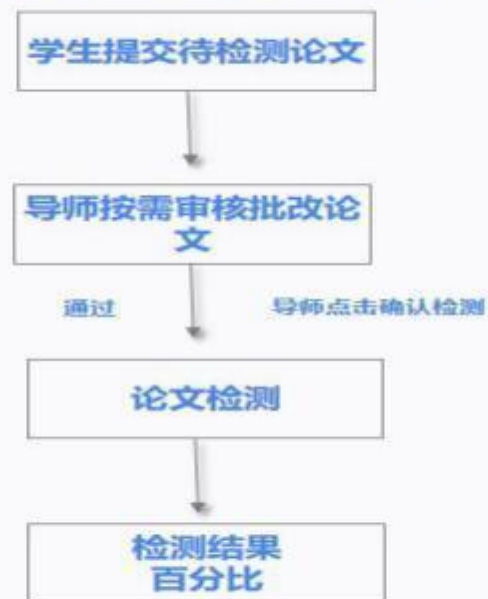 学生提交待检测论文
导师按需审核批改论
文
通过 导师点击确认检测
论文检测
检测结果
百分比